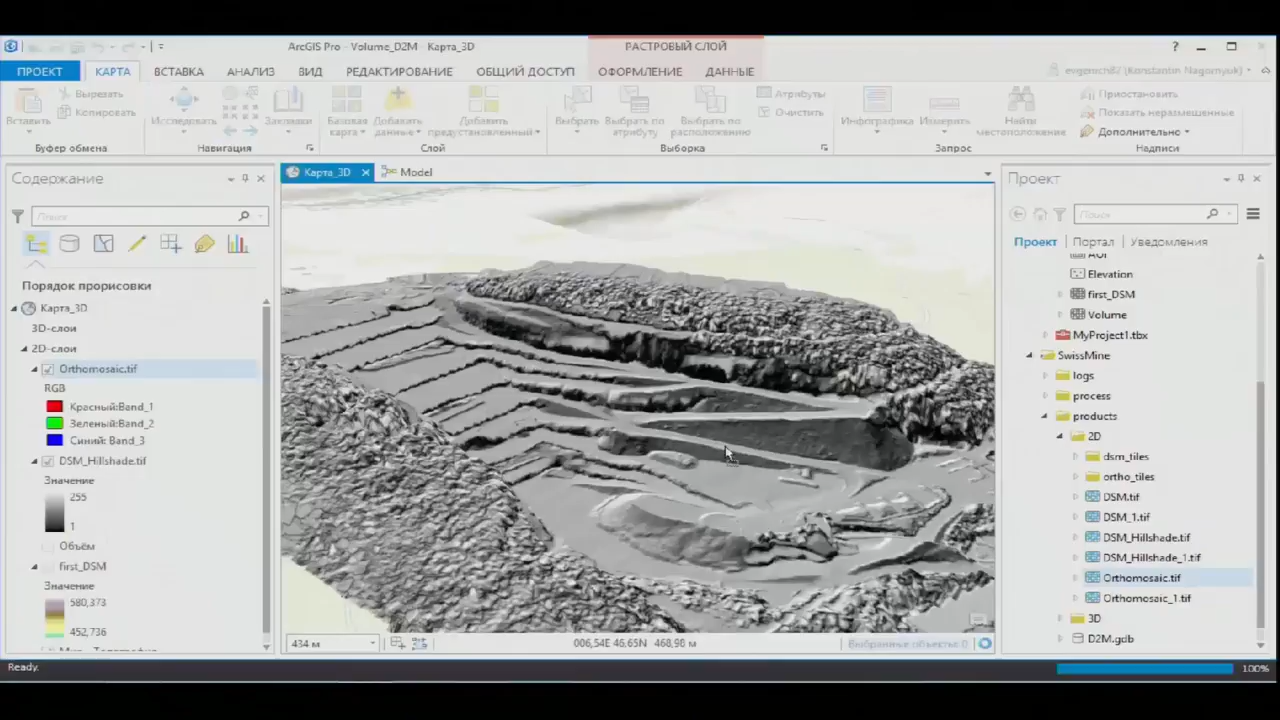 ArcGIS Pro - Volume_D2M - Карта_3D
РАСТРОВЫЙ СЛОЙ
?
ПРОЕКТ КАРТА ВСТАВКА АНАЛИЗ ВИД РЕДАКТИРОВАНИЕ ОБЩИЙ ДОСТУП ОФОРМЛЕНИЕ ДАННЫЕ
Вставить
Вырезать
Копировать
Буфер обмена
Исследовать
Закладки
Навигация
Базовая карта
Добавить данные
Добавить предустановленный
Слой
Выбрать
Выбрать по атрибуту
Выбрать по расположению
Атрибуты
Очистить
Выборка
Инфографика
Измерить
Найти местоположение
Запрос
Приостановить
Показать неразмещенные
Дополнительно
Надписи
Содержание
Поиск
Порядок прорисовки
Карта_3D
3D-слои
2D-слои
Orthomosaic.tif
RGB
Красный:Band_1
Зеленый:Band_2
Синий: Band_3
DSM_Hillshade.tif
Значение
255
1
Объём
first_DSM
Значение
580,373
452,736
Карта_3D
Model
434 м
006,54E 46,65N 468,98 м
Выбранные объекты: 0
Проект
Поиск
Проект Портал Уведомления
AOI
Elevation
first_DSM
Volume
MyProject1.tbx
SwissMine
logs
process
products
2D
dsm_tiles
ortho_tiles
DSM.tif
DSM_1.tif
DSM_Hillshade.tif
DSM_Hillshade_1.tif
Orthomosaic.tif
Orthomosaic_1.tif
3D
D2M.gdb
Ready.
100%